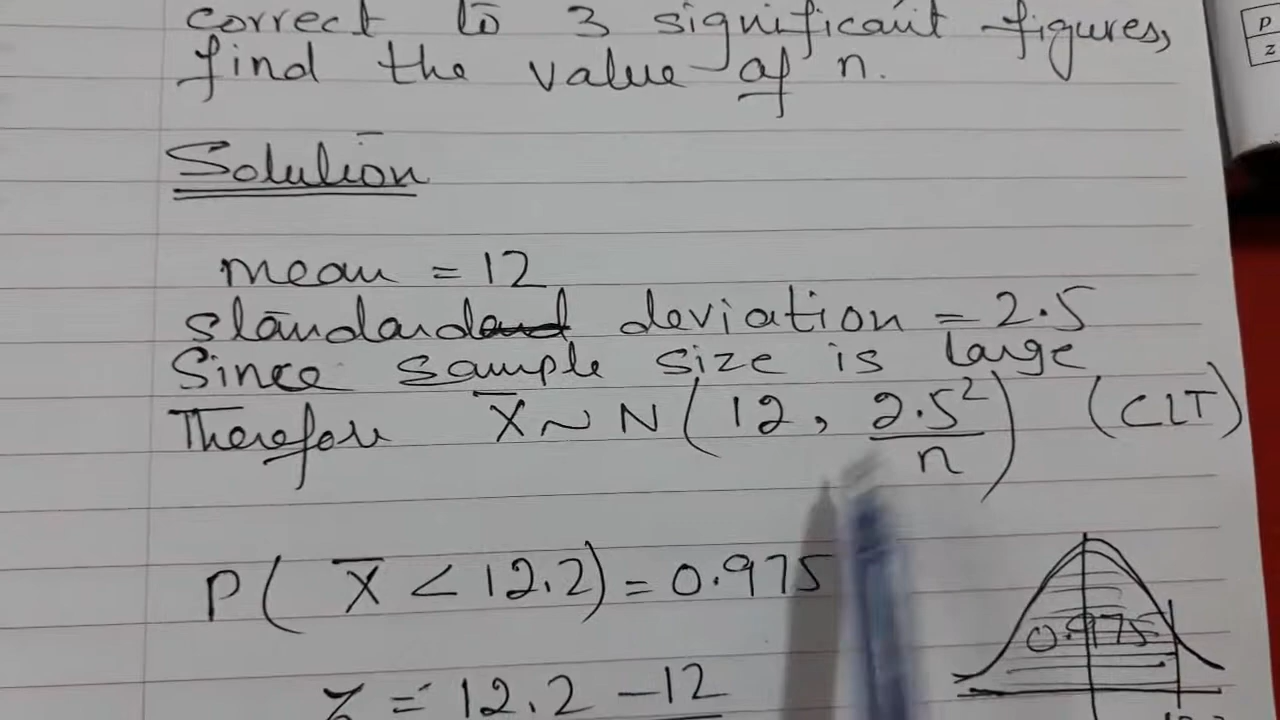 correct to 3 significant figures,
find the value of n.
Solution
mean = 12
standard deviation = 2.5
Since sample size is large
Therefore X̄ ~ N(12, 2.5²/n) (CLT)
P( X̄ < 12.2) = 0.975
0.975
z = 12.2 - 12
P
z